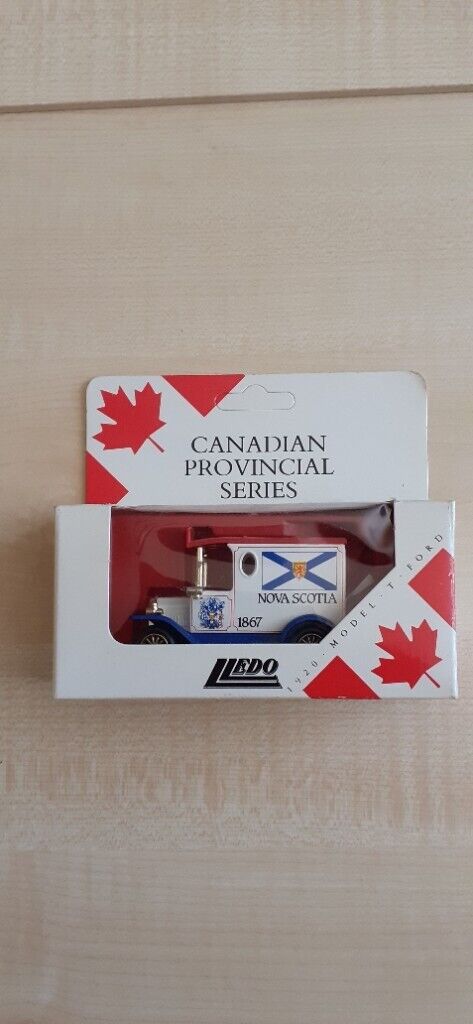 CANADIAN
PROVINCIAL
SERIES
NOVA SCOTIA
1867
LLEDO
1920 · MODEL · T · FORD